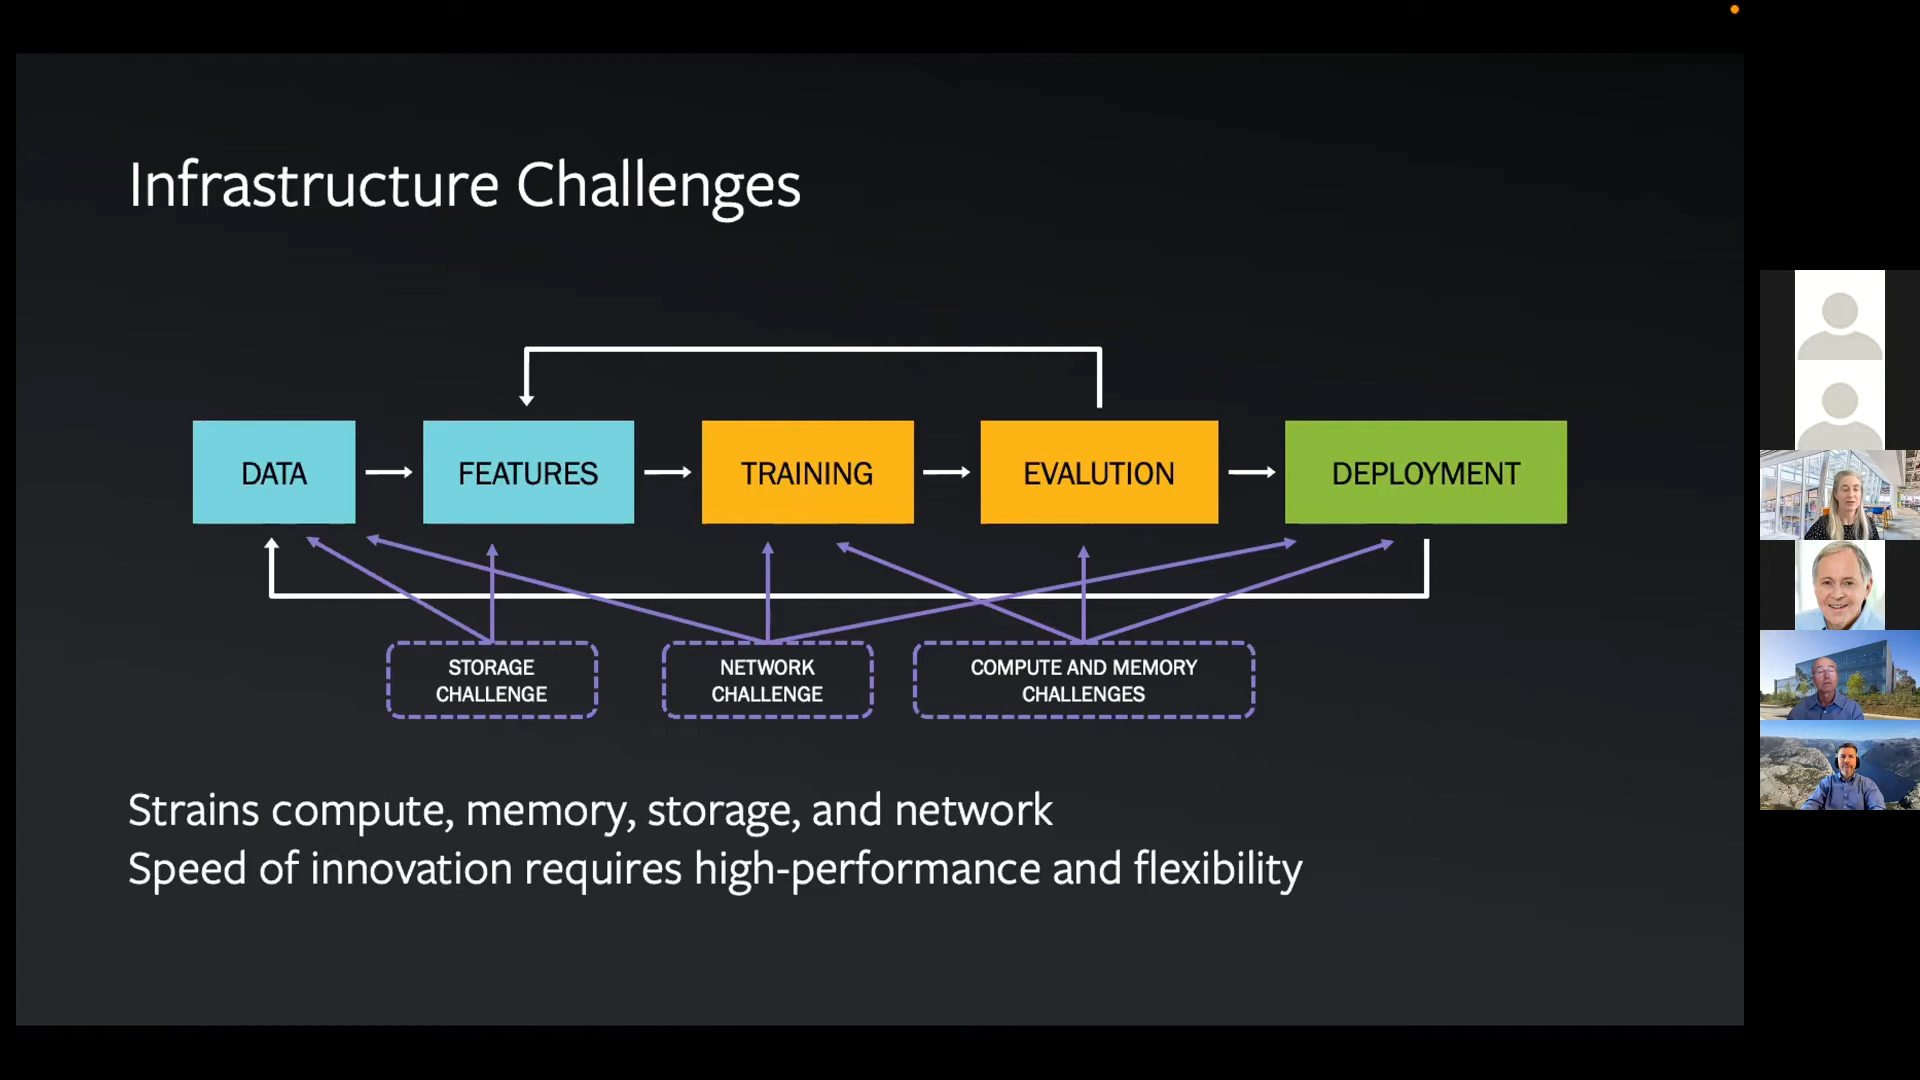 Infrastructure Challenges
DATA
FEATURES
TRAINING
EVALUTION
DEPLOYMENT
STORAGE
CHALLENGE
NETWORK
CHALLENGE
COMPUTE AND MEMORY
CHALLENGES
Strains compute, memory, storage, and network
Speed of innovation requires high-performance and flexibility